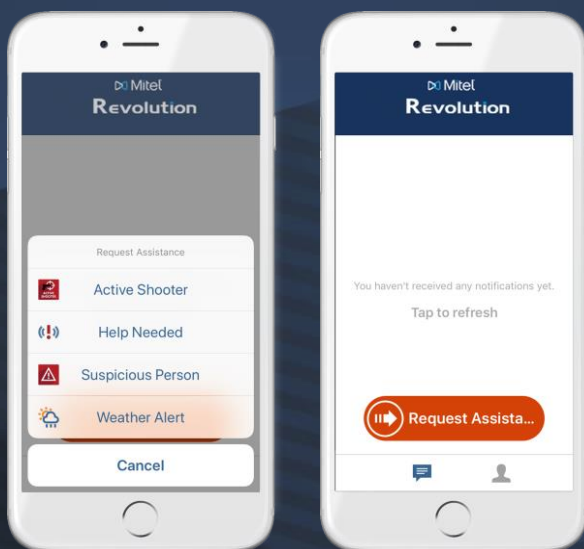 Mitel
Revolution
Request Assistance
Active Shooter
Help Needed
Suspicious Person
Weather Alert
Cancel
Mitel
Revolution
You haven't received any notifications yet.
Tap to refresh
Request Assista...